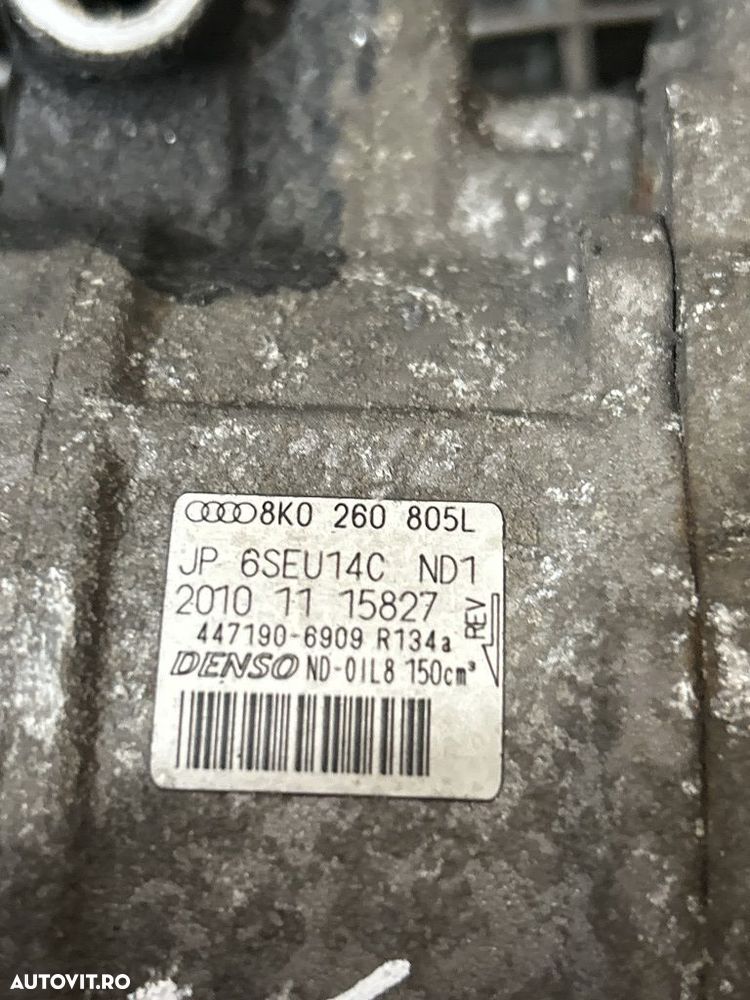 8K0 260 805L
JP 6SEU14C ND1
2010 11 15827
REV
447190-6909 R134a
DENSO ND-OIL8 150cm³
AUTOVIT.RO